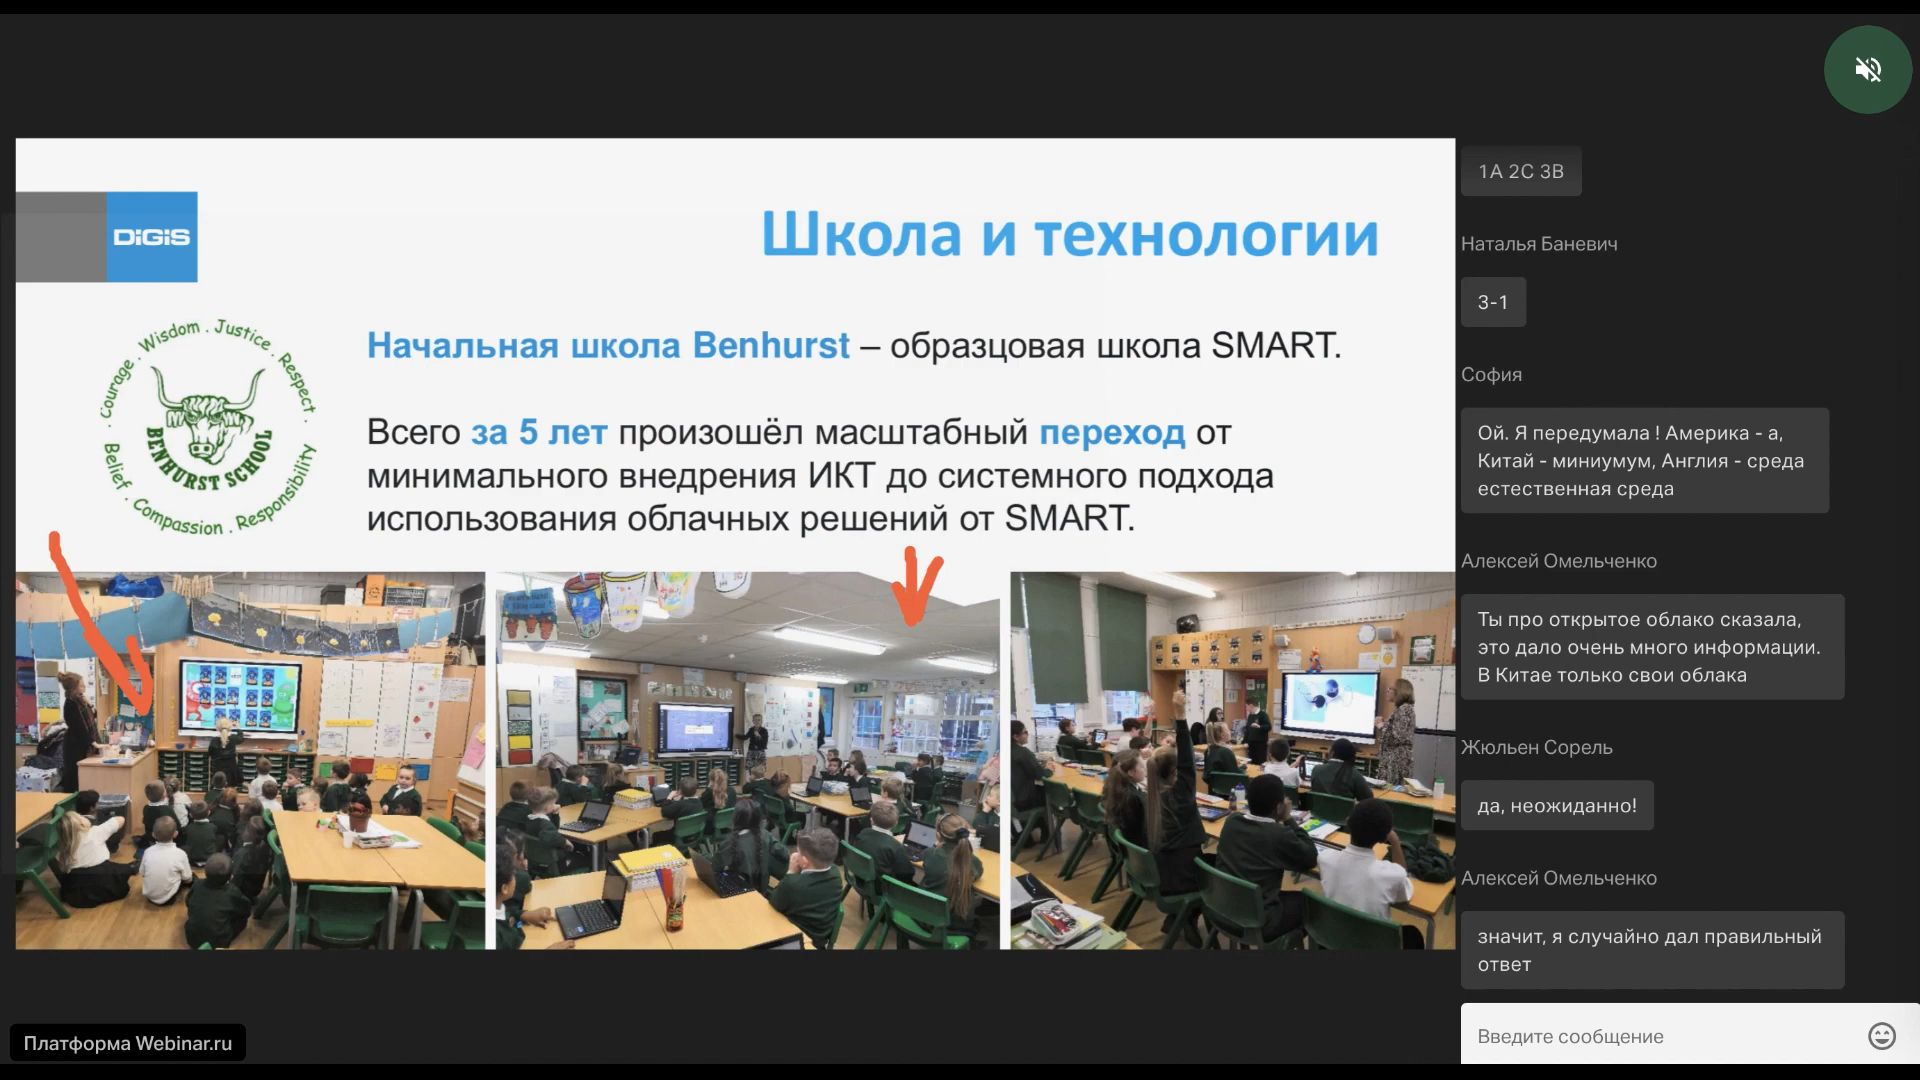 DiGiS
Школа и технологии
Courage . Wisdom . Justice . Respect .
Belief . Compassion . Responsibility
BENHURST SCHOOL
Начальная школа Benhurst – образцовая школа SMART.
Всего за 5 лет произошёл масштабный переход от
минимального внедрения ИКТ до системного подхода
использования облачных решений от SMART.
1А 2С 3В
Наталья Баневич
3-1
София
Ой. Я передумала ! Америка - а,
Китай - миниумум, Англия - среда
естественная среда
Алексей Омельченко
Ты про открытое облако сказала,
это дало очень много информации.
В Китае только свои облака
Жюльен Сорель
да, неожиданно!
Алексей Омельченко
значит, я случайно дал правильный
ответ
Введите сообщение
Платформа Webinar.ru